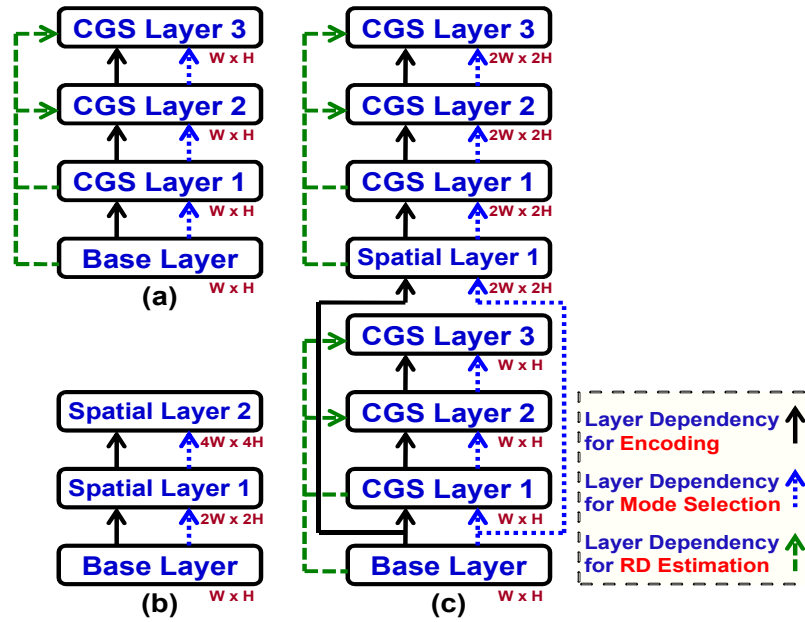 CGS Layer 3
W x H
CGS Layer 2
W x H
CGS Layer 1
W x H
Base Layer
W x H
(a)
Spatial Layer 2
4W x 4H
Spatial Layer 1
2W x 2H
Base Layer
W x H
(b)
CGS Layer 3
2W x 2H
CGS Layer 2
2W x 2H
CGS Layer 1
2W x 2H
Spatial Layer 1
2W x 2H
CGS Layer 3
W x H
CGS Layer 2
W x H
CGS Layer 1
W x H
Base Layer
W x H
(c)
Layer Dependency
for Encoding
Layer Dependency
for Mode Selection
Layer Dependency
for RD Estimation